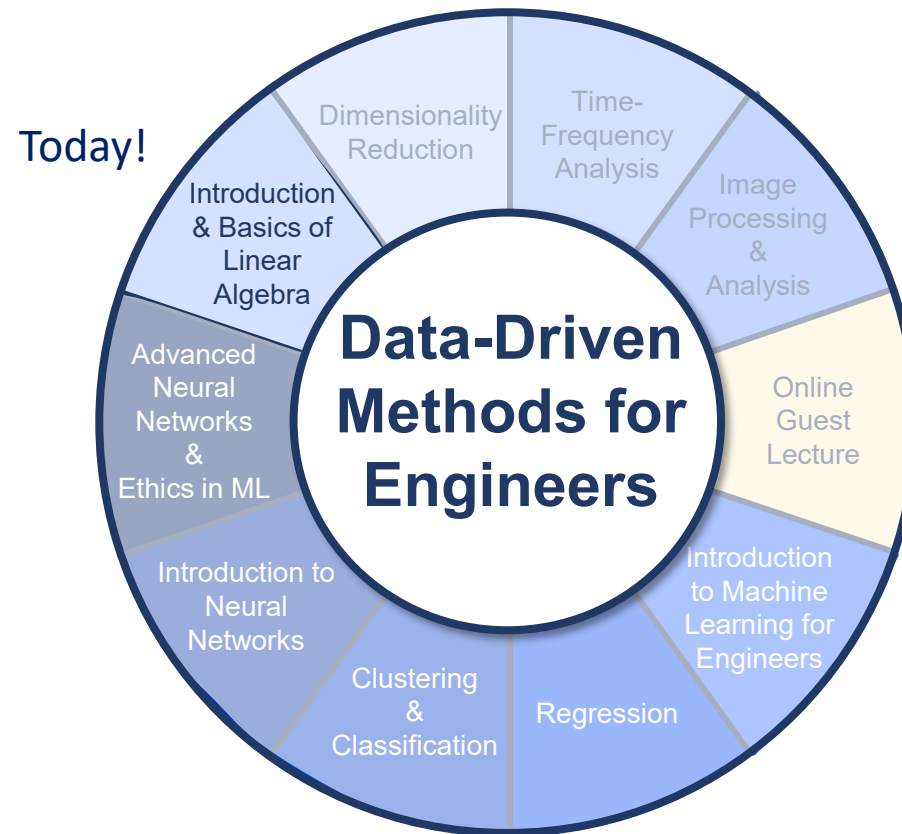 Today!
Introduction
& Basics of
Linear
Algebra
Dimensionality
Reduction
Time-
Frequency
Analysis
Image
Processing
&
Analysis
Online
Guest
Lecture
Introduction
to Machine
Learning for
Engineers
Regression
Clustering
&
Classification
Introduction to
Neural
Networks
Advanced
Neural
Networks
&
Ethics in ML
Data-Driven
Methods for
Engineers